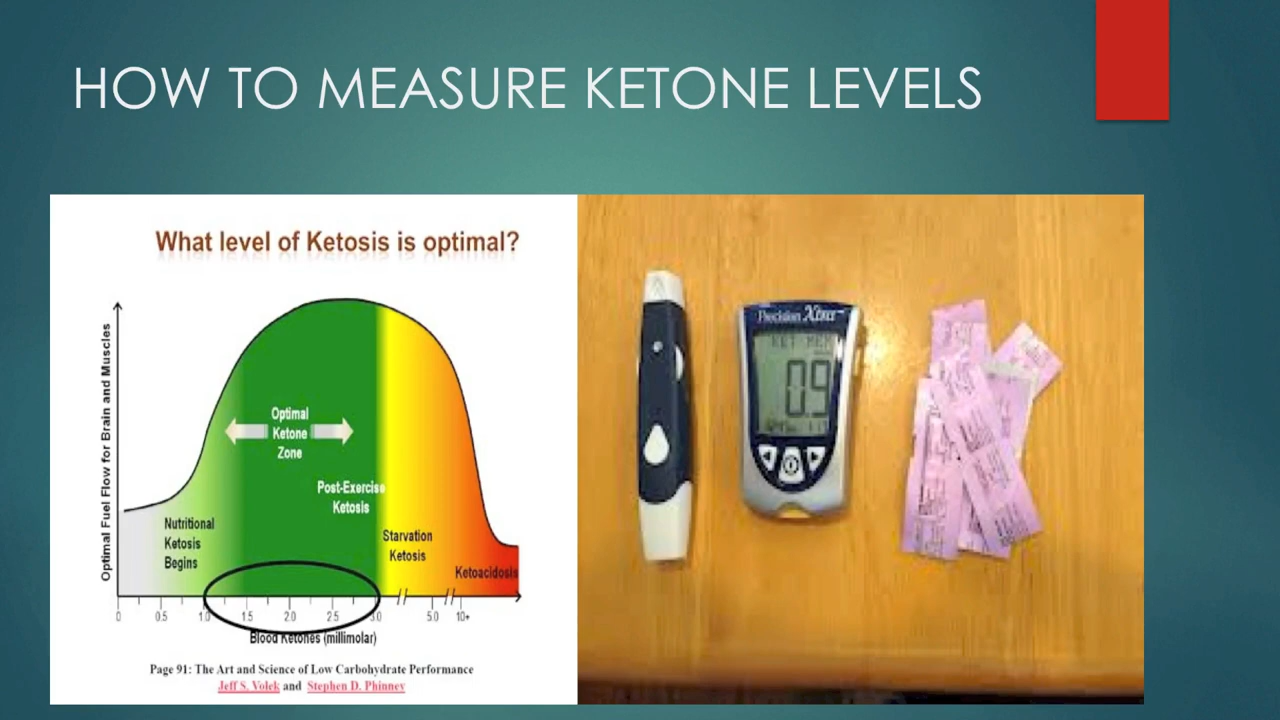 HOW TO MEASURE KETONE LEVELS
What level of Ketosis is optimal?
Optimal Fuel Flow for Brain and Muscles
Optimal
Ketone
Zone
Post-Exercise
Ketosis
Nutritional
Ketosis
Begins
Starvation
Ketosis
Ketoacidosis
0 0.5 1.0 1.5 2.0 2.5 3.0 5.0 10+
Blood Ketones (millimolar)
Page 91: The Art and Science of Low Carbohydrate Performance
Jeff S. Volek and Stephen D. Phinney
Precision Xtra™
KET MEM
0.9